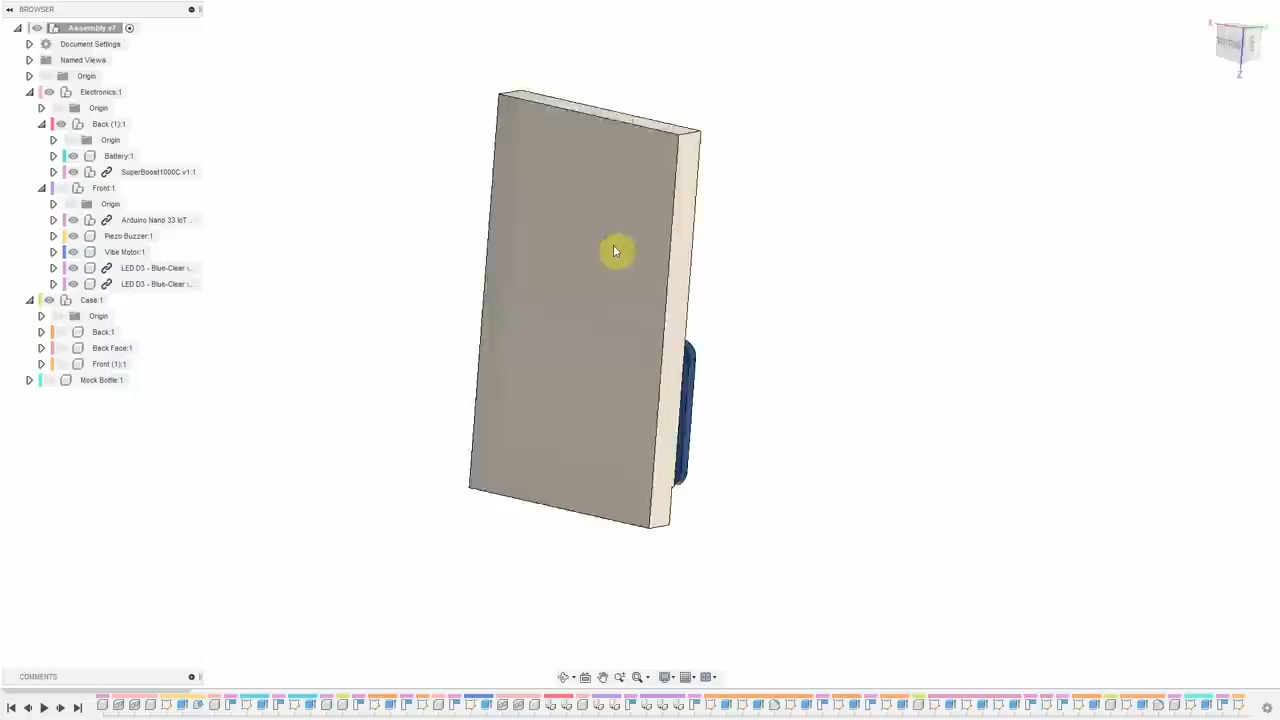 BROWSER
Assembly v7
Document Settings
Named Views
Origin
Electronics:1
Origin
Back (1):1
Origin
Battery:1
SuperBoost1000C v1:1
Front:1
Origin
Arduino Nano 33 IoT...
Piezo Buzzer:1
Vibe Motor:1
LED D3 - Blue-Clear \...
LED D3 - Blue-Clear \...
Case:1
Origin
Back:1
Back Face:1
Front (1):1
Mock Bottle:1
X
Z
COMMENTS